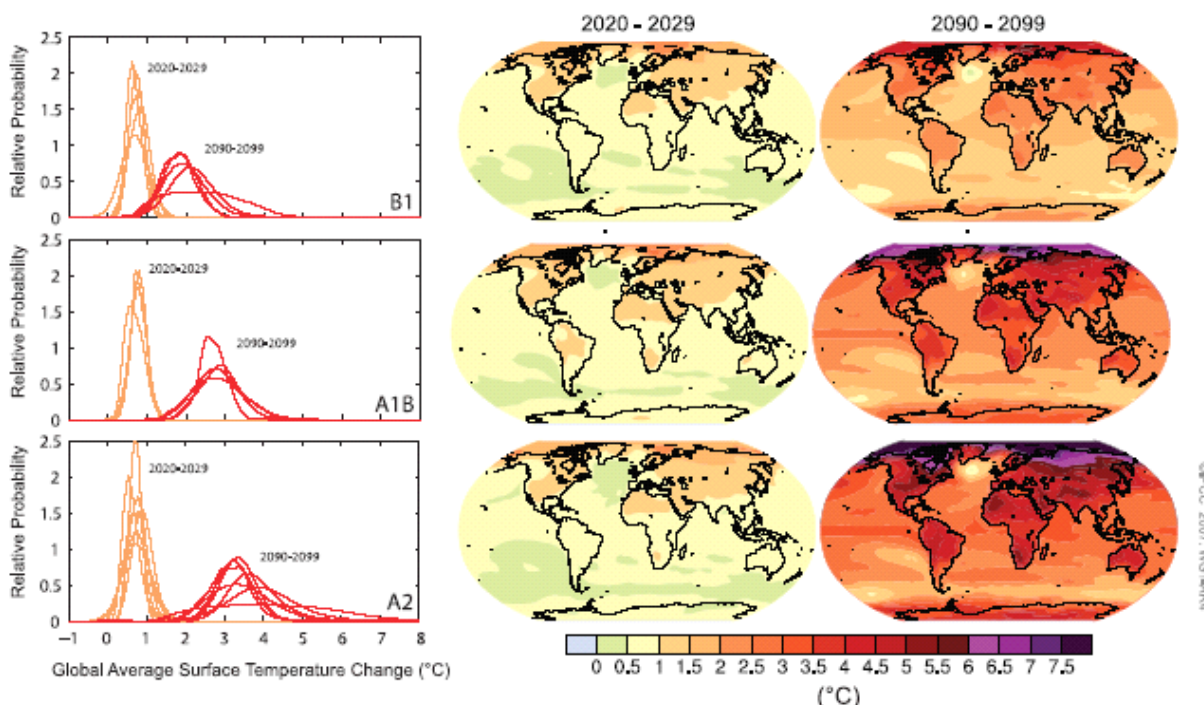 2020 - 2029
2090 - 2099
Relative Probability
2.5
2
1.5
1
0.5
0
2020-2029
2090-2099
B1
Relative Probability
2.5
2
1.5
1
0.5
0
2020-2029
2090-2099
A1B
Relative Probability
2.5
2
1.5
1
0.5
0
2020-2029
2090-2099
A2
−1 0 1 2 3 4 5 6 7 8
Global Average Surface Temperature Change (°C)
0 0.5 1 1.5 2 2.5 3 3.5 4 4.5 5 5.5 6 6.5 7 7.5
(°C)